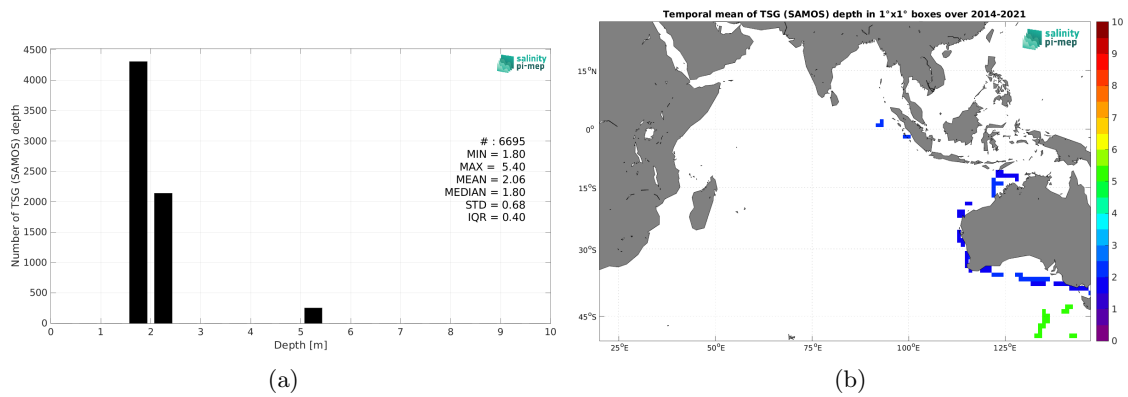 4500
4000
3500
3000
2500
2000
1500
1000
500
0
Number of TSG (SAMOS) depth
salinity
pi-mep
# : 6695
MIN = 1.80
MAX = 5.40
MEAN = 2.06
MEDIAN = 1.80
STD = 0.68
IQR = 0.40
0 1 2 3 4 5 6 7 8 9 10
Depth [m]
(a)
Temporal mean of TSG (SAMOS) depth in 1°x1° boxes over 2014-2021
salinity
pi-mep
15°N
0°
15°S
30°S
45°S
25°E 50°E 75°E 100°E 125°E
10
9
8
7
6
5
4
3
2
1
0
(b)